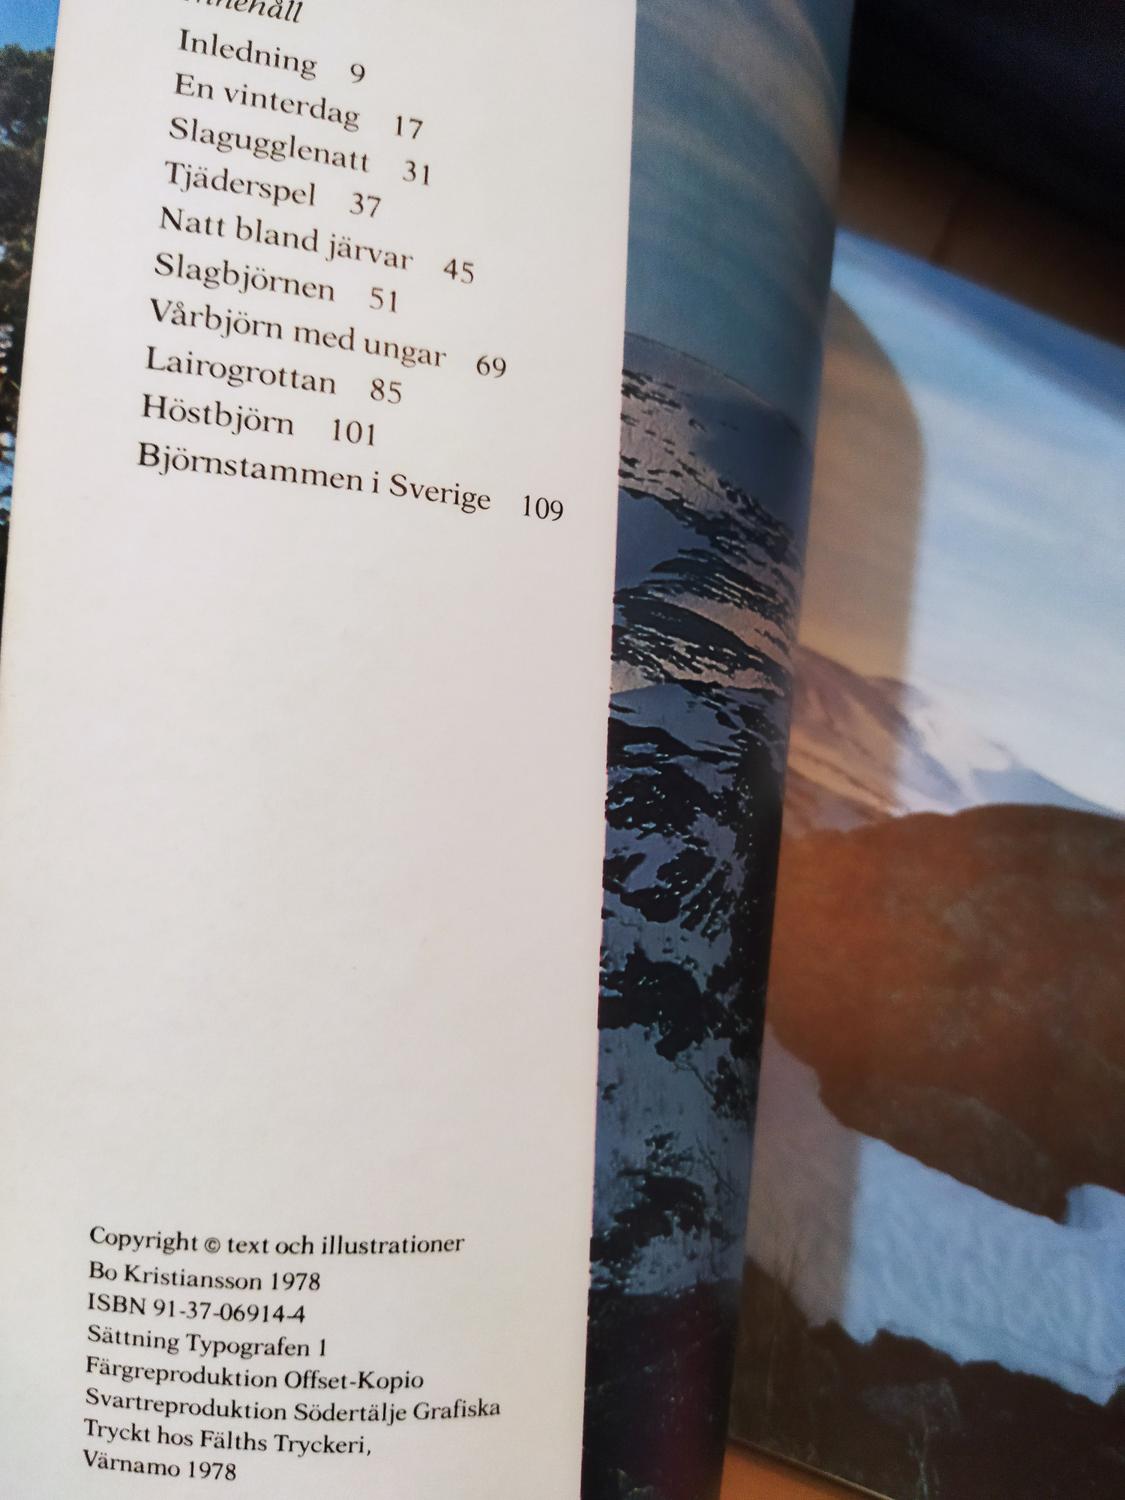 Innehåll
Inledning 9
En vinterdag 17
Slagugglenatt 31
Tjäderspel 37
Natt bland järvar 45
Slagbjörnen 51
Vårbjörn med ungar 69
Lairogrottan 85
Höstbjörn 101
Björnstammen i Sverige 109
Copyright © text och illustrationer
Bo Kristiansson 1978
ISBN 91-37-06914-4
Sättning Typografen 1
Färgreproduktion Offset-Kopio
Svartreproduktion Södertälje Grafiska
Tryckt hos Fälths Tryckeri,
Värnamo 1978